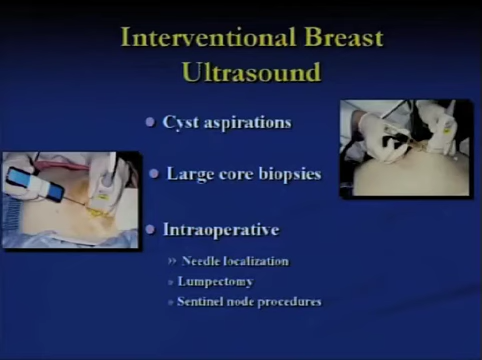 Interventional Breast
Ultrasound
Cyst aspirations
Large core biopsies
Intraoperative
Needle localization
Lumpectomy
Sentinel node procedures